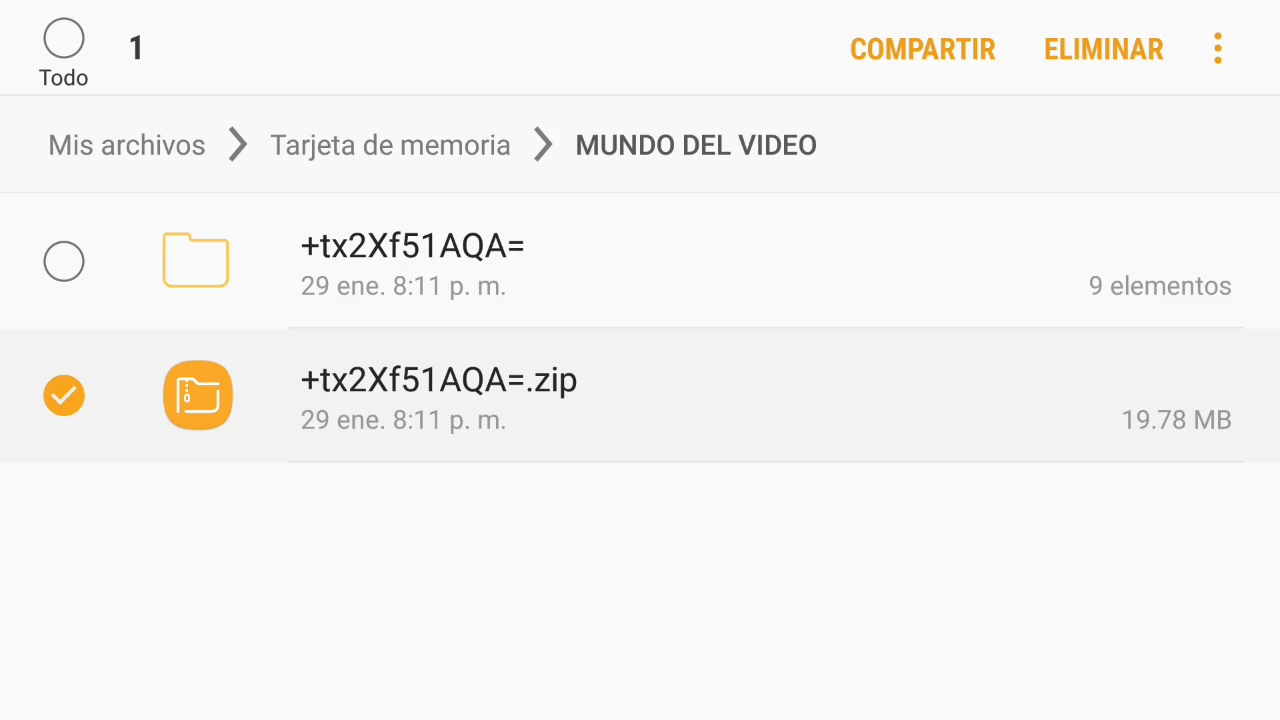 Todo
1
COMPARTIR ELIMINAR
Mis archivos Tarjeta de memoria MUNDO DEL VIDEO
+tx2Xf51AQA=
29 ene. 8:11 p. m. 9 elementos
+tx2Xf51AQA=.zip
29 ene. 8:11 p. m. 19.78 MB